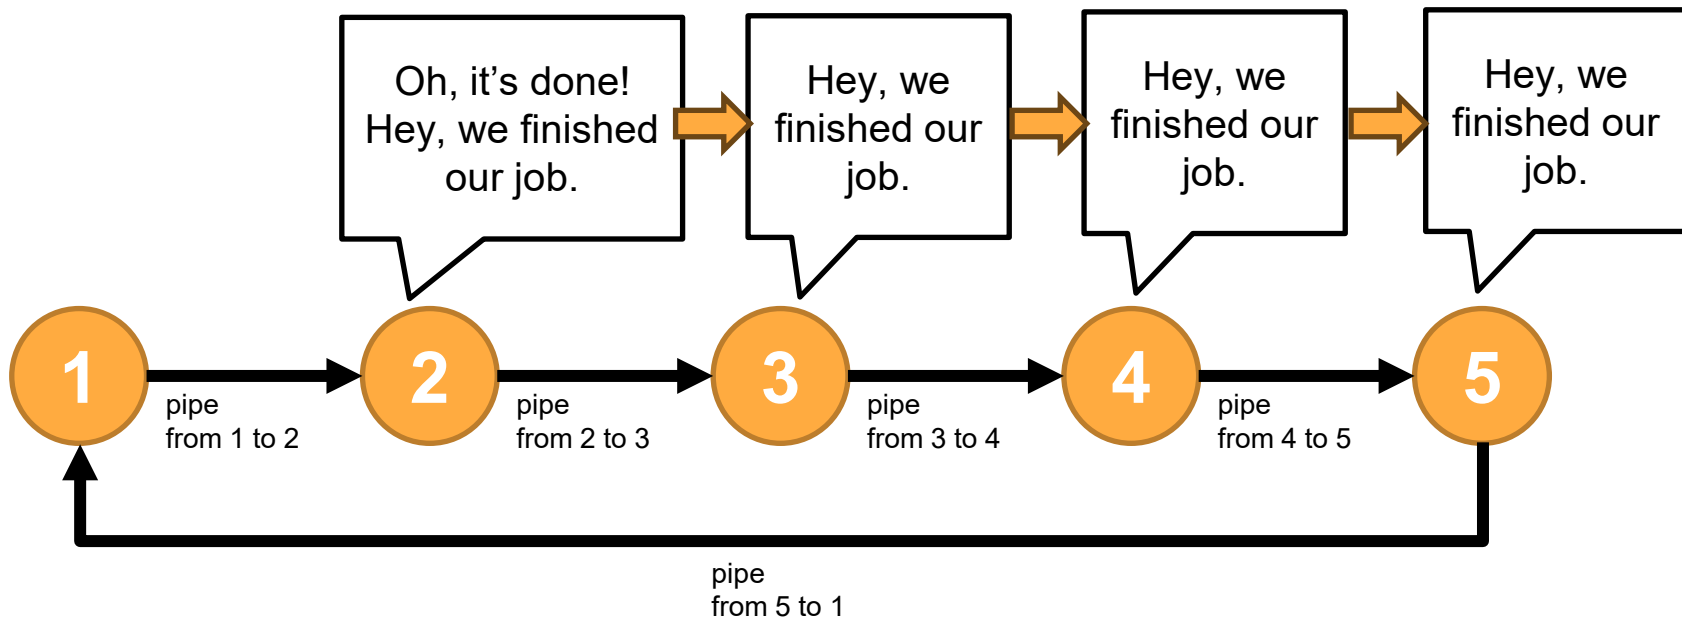 Oh, it’s done!
Hey, we finished
our job.
Hey, we
finished our
job.
Hey, we
finished our
job.
Hey, we
finished our
job.
1
2
3
4
5
pipe
from 1 to 2
pipe
from 2 to 3
pipe
from 3 to 4
pipe
from 4 to 5
pipe
from 5 to 1